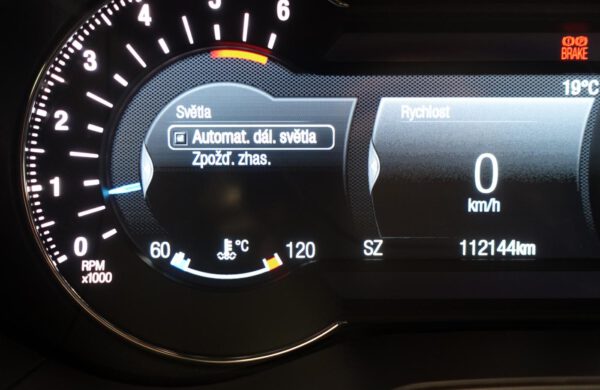 6
5
4
3
2
1
0
RPM
x1000
BRAKE
19°C
Světla
Automat. dál. světla
Zpožď. zhas.
60 °C 120
Rychlost
0
km/h
SZ 112144km